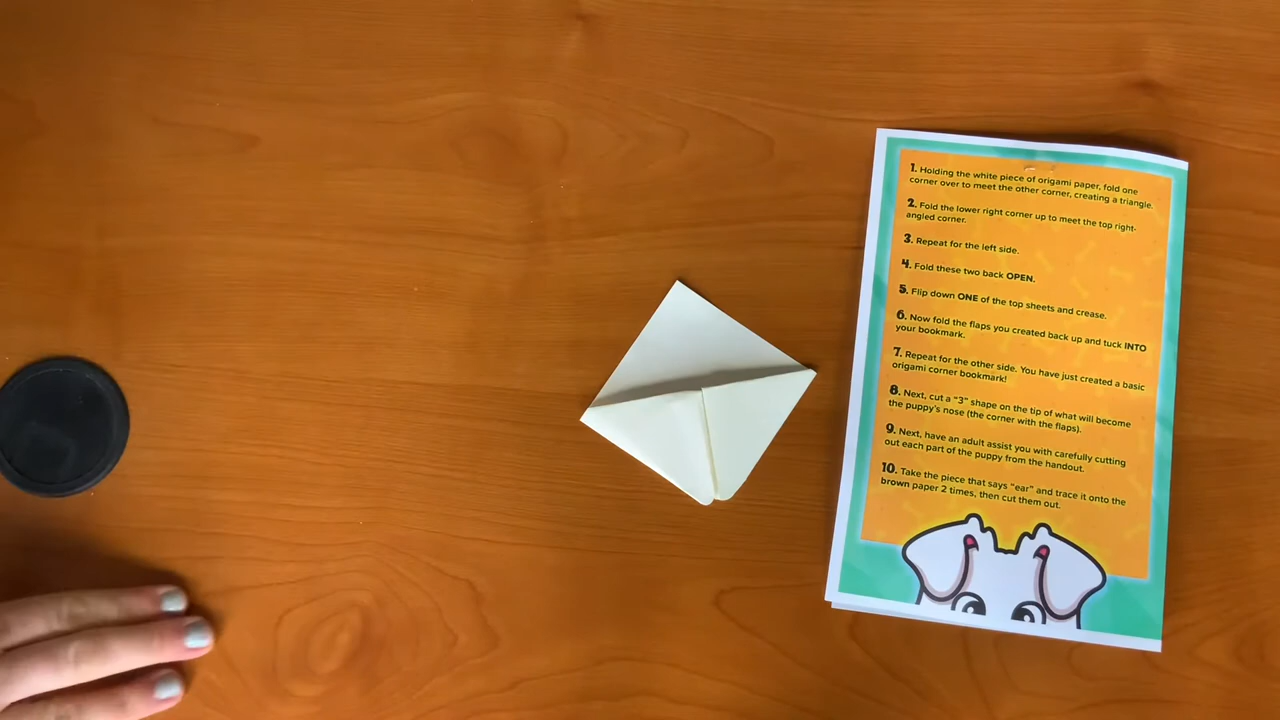 1. Holding the white piece of origami paper, fold one
corner over to meet the other corner, creating a triangle.
2. Fold the lower right corner up to meet the top right-
angled corner.
3. Repeat for the left side.
4. Fold these two back OPEN.
5. Flip down ONE of the top sheets and crease.
6. Now fold the flaps you created back up and tuck INTO
your bookmark.
7. Repeat for the other side. You have just created a basic
origami corner bookmark!
8. Next, cut a “3” shape on the tip of what will become
the puppy’s nose (the corner with the flaps).
9. Next, have an adult assist you with carefully cutting
out each part of the puppy from the handout.
10. Take the piece that says “ear” and trace it onto the
brown paper 2 times, then cut them out.